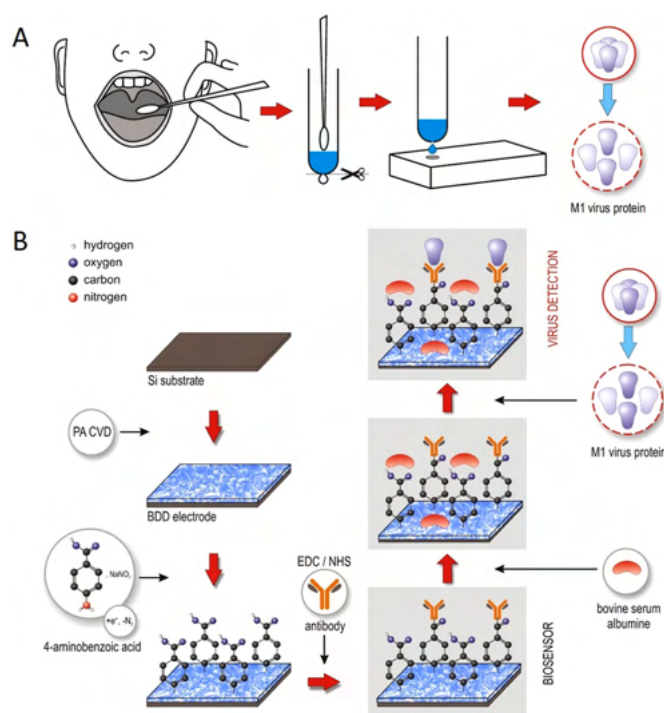 A
M1 virus protein
B
hydrogen
oxygen
carbon
nitrogen
Si substrate
PA CVD
BDD electrode
, NaNO₂
+e⁻, -N₂
4-aminobenzoic acid
EDC / NHS
antibody
BIOSENSOR
bovine serum
albumine
VIRUS DETECTION
M1 virus protein